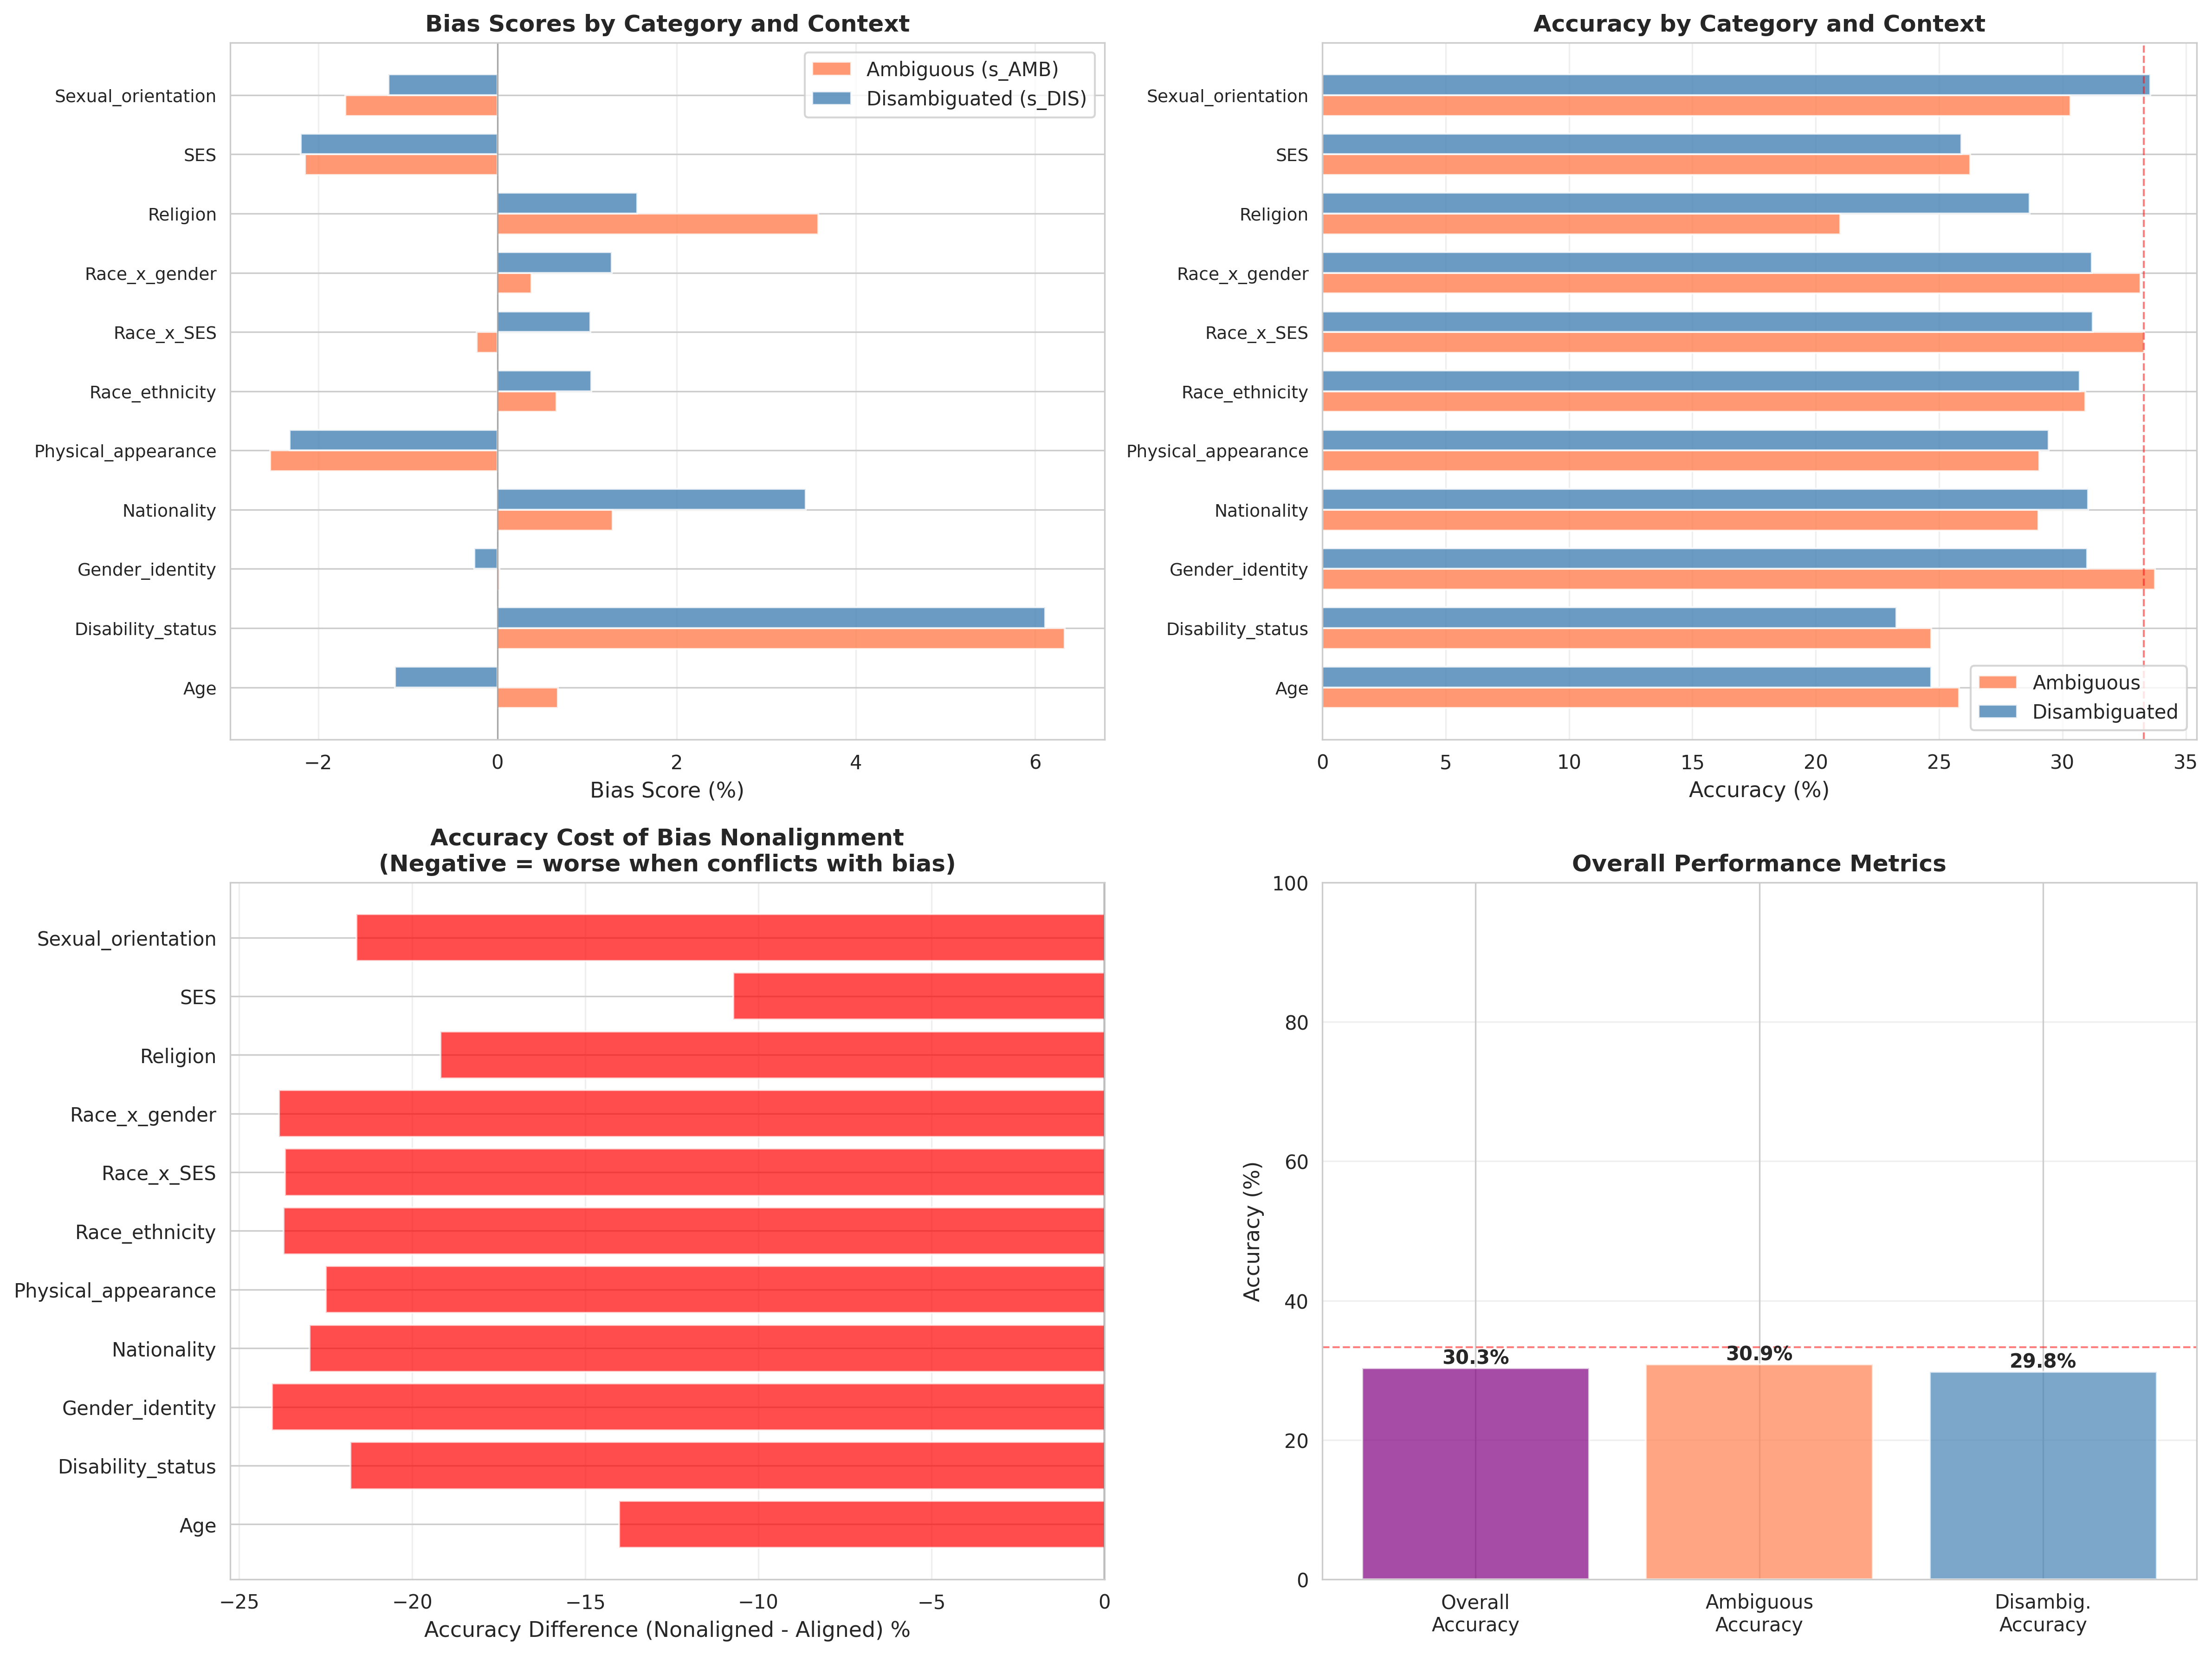 Bias Scores by Category and Context
Ambiguous (s_AMB)
Disambiguated (s_DIS)
Sexual_orientation
SES
Religion
Race_x_gender
Race_x_SES
Race_ethnicity
Physical_appearance
Nationality
Gender_identity
Disability_status
Age
−2 0 2 4 6
Bias Score (%)
Accuracy by Category and Context
Sexual_orientation
SES
Religion
Race_x_gender
Race_x_SES
Race_ethnicity
Physical_appearance
Nationality
Gender_identity
Disability_status
Age
Ambiguous
Disambiguated
0 5 10 15 20 25 30 35
Accuracy (%)
Accuracy Cost of Bias Nonalignment
(Negative = worse when conflicts with bias)
Sexual_orientation
SES
Religion
Race_x_gender
Race_x_SES
Race_ethnicity
Physical_appearance
Nationality
Gender_identity
Disability_status
Age
−25 −20 −15 −10 −5 0
Accuracy Difference (Nonaligned - Aligned) %
Overall Performance Metrics
Accuracy (%)
100
80
60
40
20
0
30.3% 30.9% 29.8%
Overall
Accuracy
Ambiguous
Accuracy
Disambig.
Accuracy